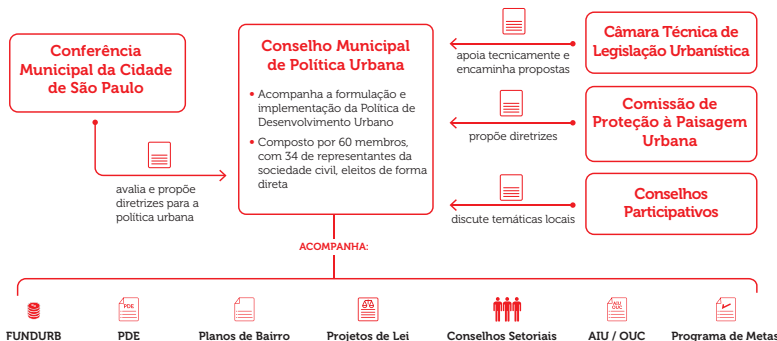 Conferência
Municipal da Cidade
de São Paulo
avalia e propõe
diretrizes para a
política urbana
Conselho Municipal
de Política Urbana
• Acompanha a formulação e
implementação da Política de
Desenvolvimento Urbano
• Composto por 60 membros,
com 34 de representantes da
sociedade civil, eleitos de forma
direta
apoia tecnicamente e
encaminha propostas
Câmara Técnica de
Legislação Urbanística
propõe diretrizes
Comissão de
Proteção à Paisagem
Urbana
discute temáticas locais
Conselhos
Participativos
ACOMPANHA:
PDE
AIU
OUC
FUNDURB
PDE
Planos de Bairro
Projetos de Lei
Conselhos Setoriais
AIU / OUC
Programa de Metas